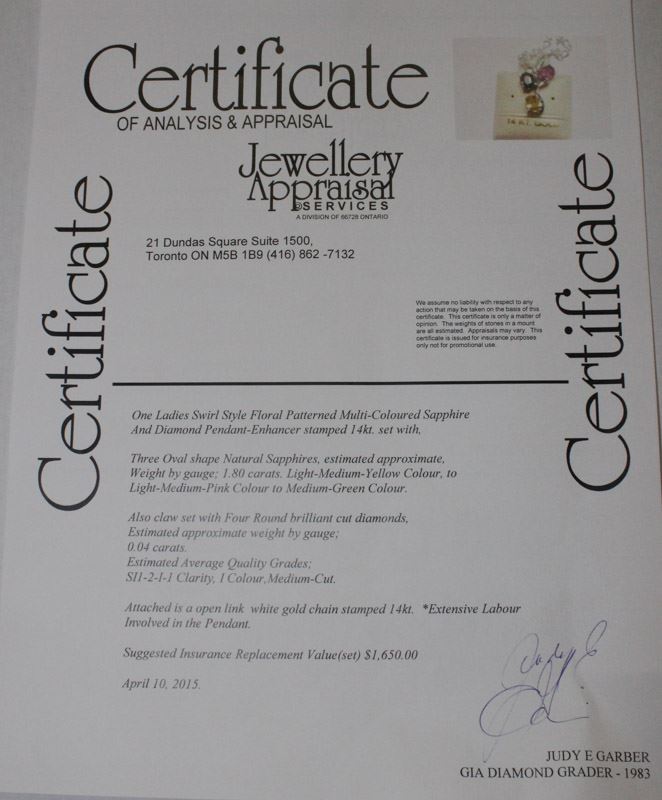 Certificate
OF ANALYSIS & APPRAISAL
Jewellery
Appraisal
@SERVICES
A DIVISION OF 66728 ONTARIO
21 Dundas Square Suite 1500,
Toronto ON M5B 1B9 (416) 862 -7132
Certificate
Certificate
We assume no liability with respect to any
action that may be taken on the basis of this
certificate. This certificate is only a matter of
opinion. The weights of stones in a mount
are all estimated. Appraisals may vary. This
certificate is issued for insurance purposes
only not for promotional use.
One Ladies Swirl Style Floral Patterned Multi-Coloured Sapphire
And Diamond Pendant-Enhancer stamped 14kt. set with,
Three Oval shape Natural Sapphires, estimated approximate,
Weight by gauge; 1.80 carats. Light-Medium-Yellow Colour, to
Light-Medium-Pink Colour to Medium-Green Colour.
Also claw set with Four Round brilliant cut diamonds,
Estimated approximate weight by gauge;
0.04 carats.
Estimated Average Quality Grades;
SI1-2-I-1 Clarity, I Colour,Medium-Cut.
Attached is a open link white gold chain stamped 14kt. *Extensive Labour
Involved in the Pendant.
Suggested Insurance Replacement Value(set) $1,650.00
April 10, 2015.
JUDY E GARBER
GIA DIAMOND GRADER - 1983